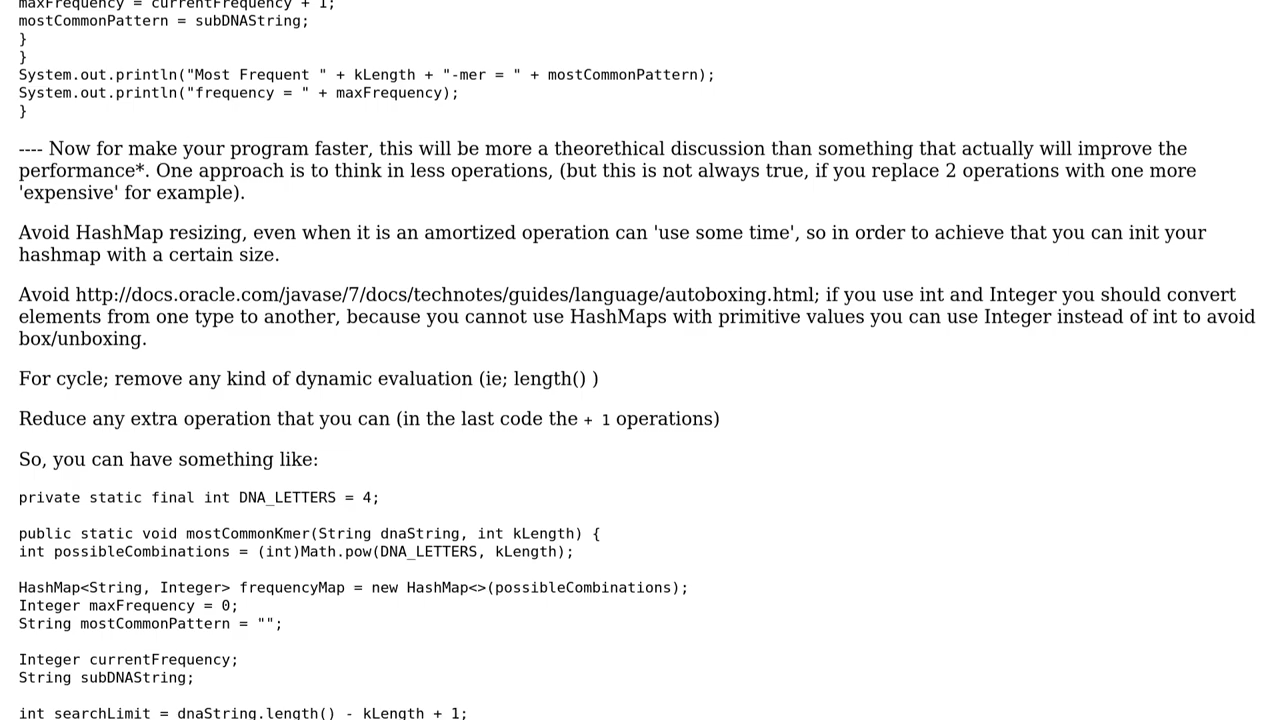 maxFrequency = currentFrequency + 1;
mostCommonPattern = subDNAString;
}
}
System.out.println("Most Frequent " + kLength + "-mer = " + mostCommonPattern);
System.out.println("frequency = " + maxFrequency);
}
---- Now for make your program faster, this will be more a theorethical discussion than something that actually will improve the
performance*. One approach is to think in less operations, (but this is not always true, if you replace 2 operations with one more
'expensive' for example).
Avoid HashMap resizing, even when it is an amortized operation can 'use some time', so in order to achieve that you can init your
hashmap with a certain size.
Avoid http://docs.oracle.com/javase/7/docs/technotes/guides/language/autoboxing.html; if you use int and Integer you should convert
elements from one type to another, because you cannot use HashMaps with primitive values you can use Integer instead of int to avoid
box/unboxing.
For cycle; remove any kind of dynamic evaluation (ie; length() )
Reduce any extra operation that you can (in the last code the + 1 operations)
So, you can have something like:
private static final int DNA_LETTERS = 4;
public static void mostCommonKmer(String dnaString, int kLength) {
int possibleCombinations = (int)Math.pow(DNA_LETTERS, kLength);
HashMap<String, Integer> frequencyMap = new HashMap<>(possibleCombinations);
Integer maxFrequency = 0;
String mostCommonPattern = "";
Integer currentFrequency;
String subDNAString;
int searchLimit = dnaString.length() - kLength + 1;